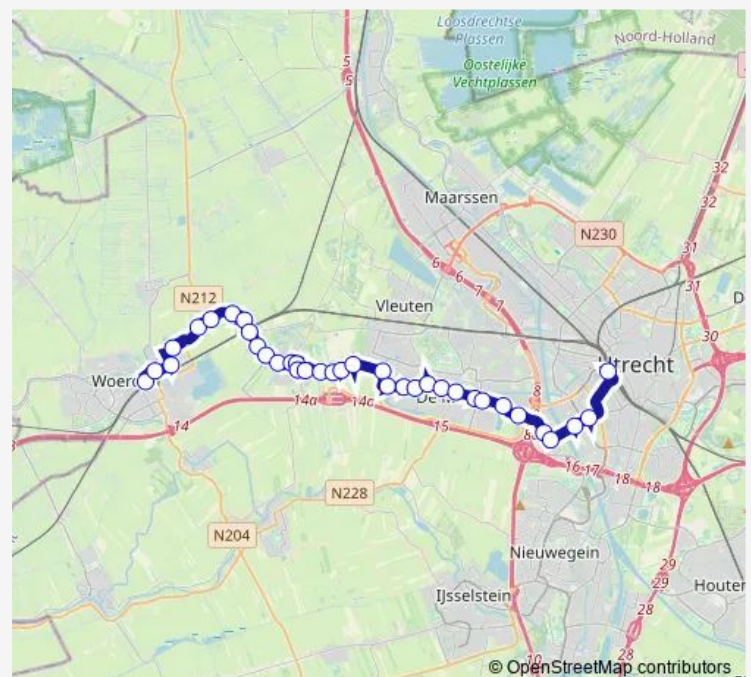 Loosdrechtse
Plassen
Noord-Holland
Oostelijke
Vechtplassen
5
5
32
32
Maarssen
N230
31
31
6
6
7
7
N212
Vleuten
30
8
Utrecht
Woerden
De M
14a
14c
14
15
8
16
17
18
18
N228
N204
Nieuwegein
IJsselstein
29
29
Houten
28
28
10
© OpenStreetMap contributors